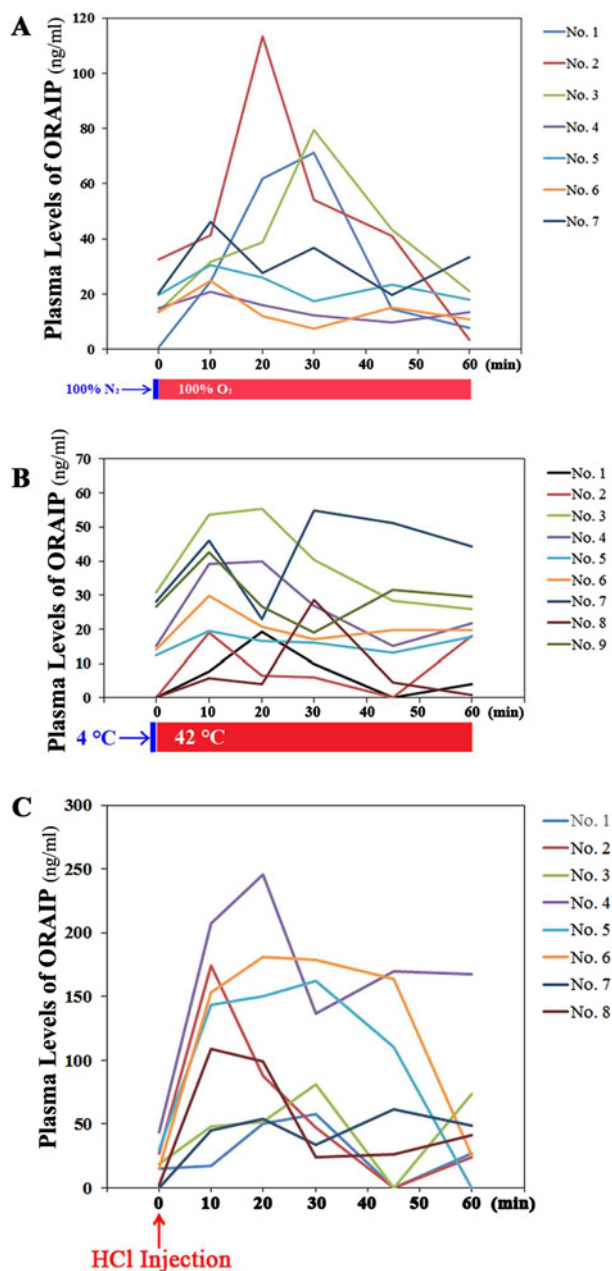 A
Plasma Levels of ORAIP (ng/ml)
120
100
80
60
40
20
0
0 10 20 30 45 60 (min)
100% N₂ → 100% O₂
No. 1
No. 2
No. 3
No. 4
No. 5
No. 6
No. 7
B
Plasma Levels of ORAIP (ng/ml)
70
60
50
40
30
20
10
0
0 10 20 30 45 60 (min)
4 °C → 42 °C
No. 1
No. 2
No. 3
No. 4
No. 5
No. 6
No. 7
No. 8
No. 9
C
Plasma Levels of ORAIP (ng/ml)
300
250
200
150
100
50
0
0 10 20 30 45 60 (min)
HCl Injection
No. 1
No. 2
No. 3
No. 4
No. 5
No. 6
No. 7
No. 8